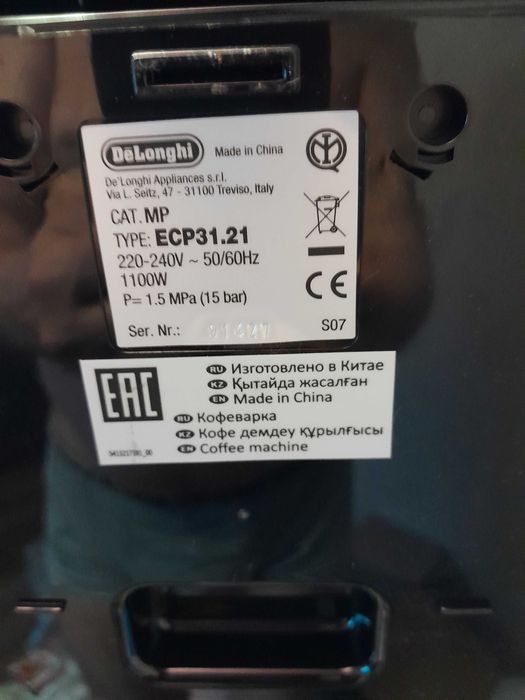 DeLonghi Made in China
De'Longhi Appliances s.r.l.
Via L. Seitz, 47 - 31100 Treviso, Italy
CAT. MP
TYPE: ECP31.21
220-240V ~ 50/60Hz
1100W
P= 1.5 MPa (15 bar)
Ser. Nr.: S07
CE
EAC
RU Изготовлено в Китае
KZ Қытайда жасалған
EN Made in China
RU Кофеварка
KZ Кофе демдеу құрылғысы
EN Coffee machine